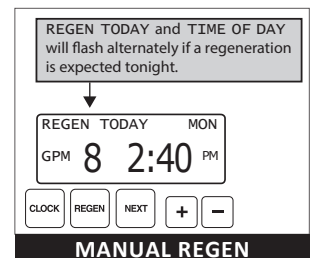 REGEN TODAY and TIME OF DAY
will flash alternately if a regeneration
is expected tonight.
REGEN TODAY MON
GPM 8 2:40 PM
CLOCK REGEN NEXT + −
MANUAL REGEN